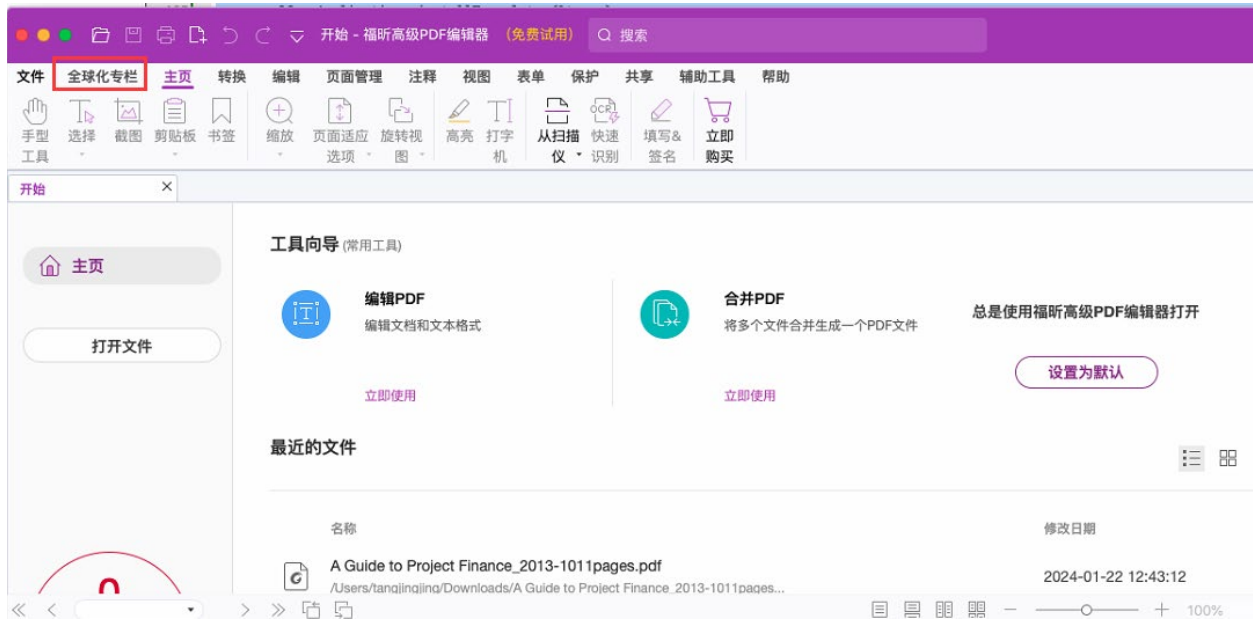 开始 - 福昕高级PDF编辑器 (免费试用) 搜索
文件 全球化专栏 主页 转换 编辑 页面管理 注释 视图 表单 保护 共享 辅助工具 帮助
手型 选择 截图 剪贴板 书签 缩放 页面适应 旋转视 高亮 打字 从扫描 快速 填写& 立即
工具 选项 图 机 仪 识别 签名 购买
开始
主页
打开文件
工具向导 (常用工具)
编辑PDF
编辑文档和文本格式
立即使用
合并PDF
将多个文件合并生成一个PDF文件
立即使用
总是使用福昕高级PDF编辑器打开
设置为默认
最近的文件
名称 修改日期
A Guide to Project Finance_2013-1011pages.pdf 2024-01-22 12:43:12
/Users/tangjingjing/Downloads/A Guide to Project Finance_2013-1011pages...
100%